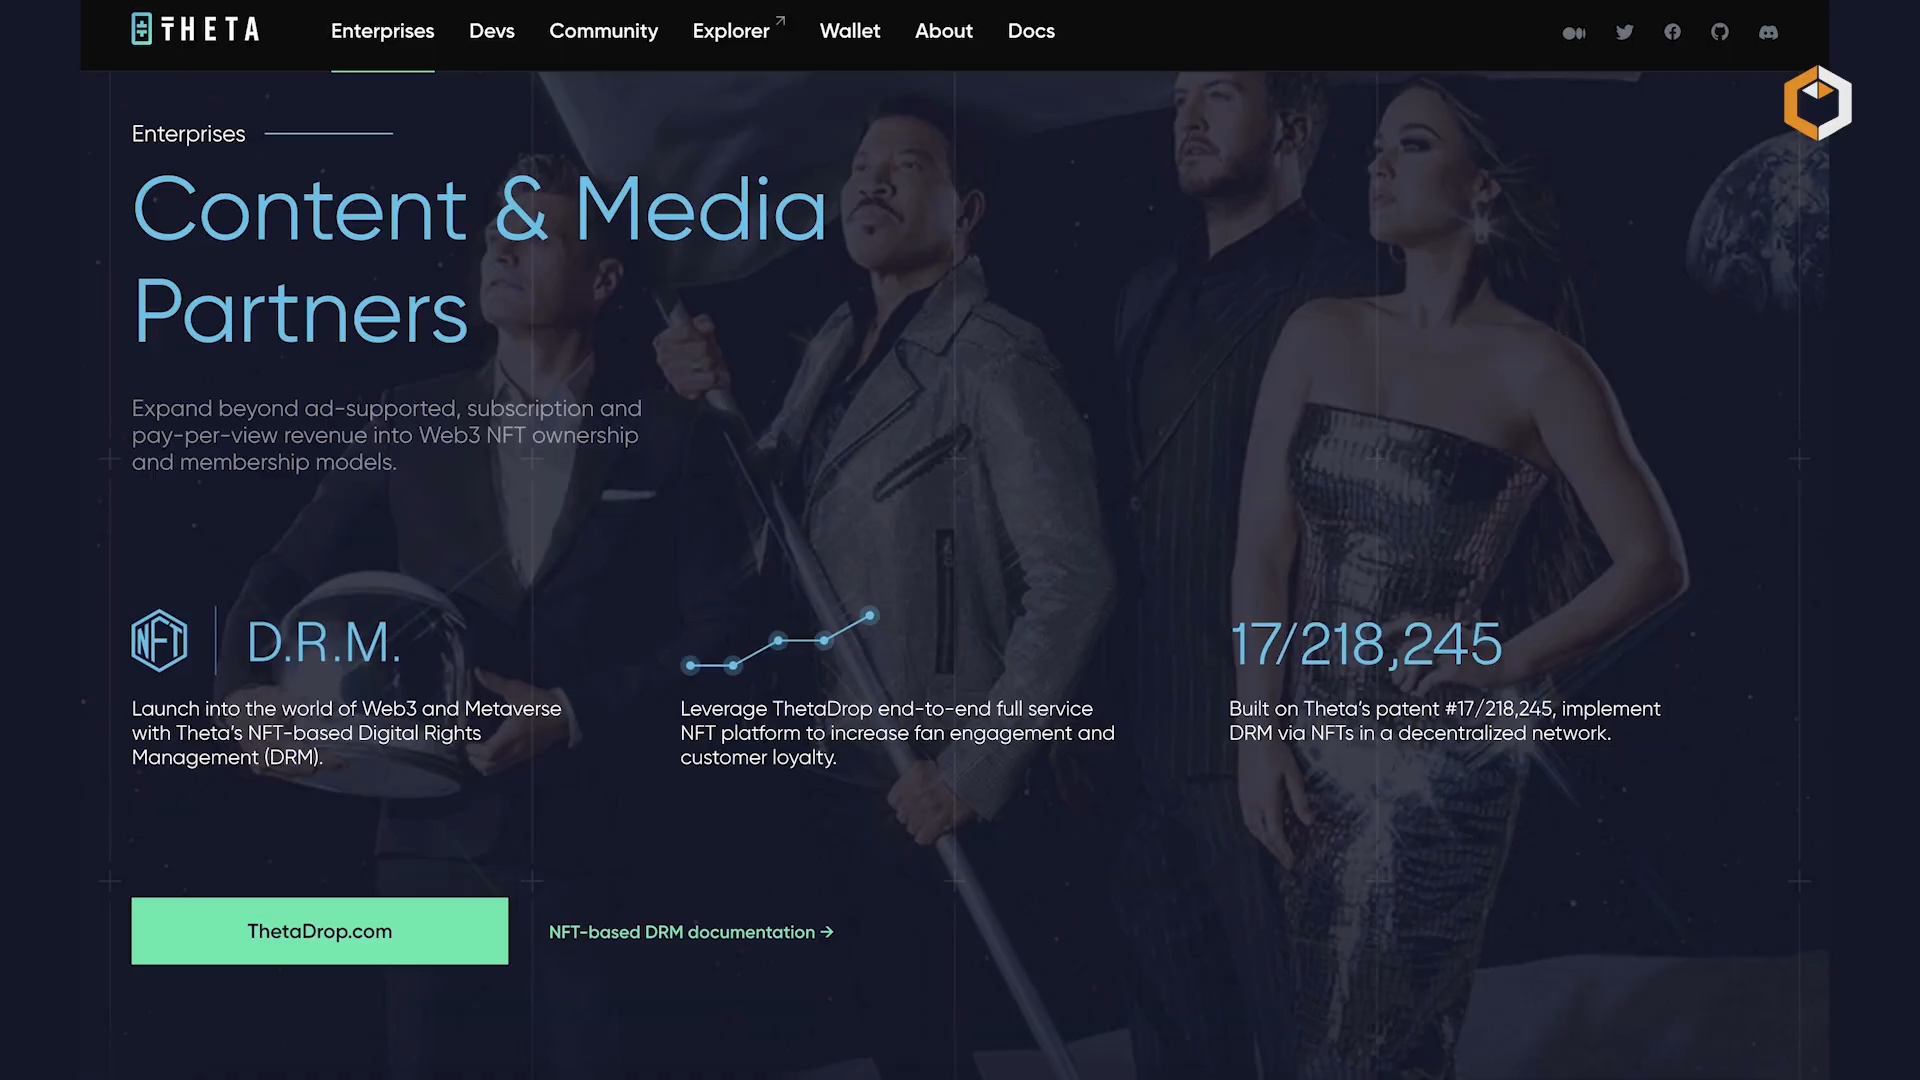 THETA
Enterprises
Devs
Community
Explorer
Wallet
About
Docs
Enterprises
Content & Media
Partners
Expand beyond ad-supported, subscription and
pay-per-view revenue into Web3 NFT ownership
and membership models.
NFT
D.R.M.
Launch into the world of Web3 and Metaverse
with Theta's NFT-based Digital Rights
Management (DRM).
Leverage ThetaDrop end-to-end full service
NFT platform to increase fan engagement and
customer loyalty.
17/218,245
Built on Theta's patent #17/218,245, implement
DRM via NFTs in a decentralized network.
ThetaDrop.com
NFT-based DRM documentation →